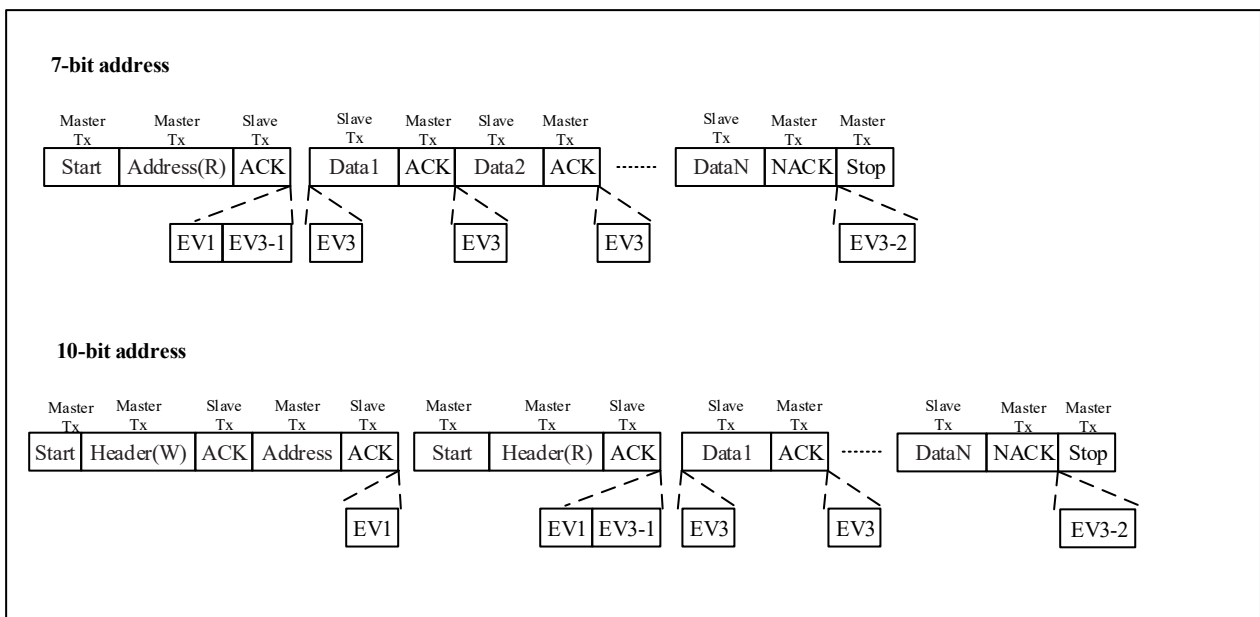 7-bit address
Master Master Slave Slave Master Slave Master Slave Master Master
Tx Tx Tx Tx Tx Tx Tx Tx Tx Tx
Start Address(R) ACK Data1 ACK Data2 ACK DataN NACK Stop
EV1 EV3-1 EV3 EV3 EV3 EV3-2
10-bit address
Master Master Slave Master Slave Master Master Slave Slave Master Slave Master Master
Tx Tx Tx Tx Tx Tx Tx Tx Tx Tx Tx Tx Tx
Start Header(W) ACK Address ACK Start Header(R) ACK Data1 ACK DataN NACK Stop
EV1 EV1 EV3-1 EV3 EV3 EV3-2